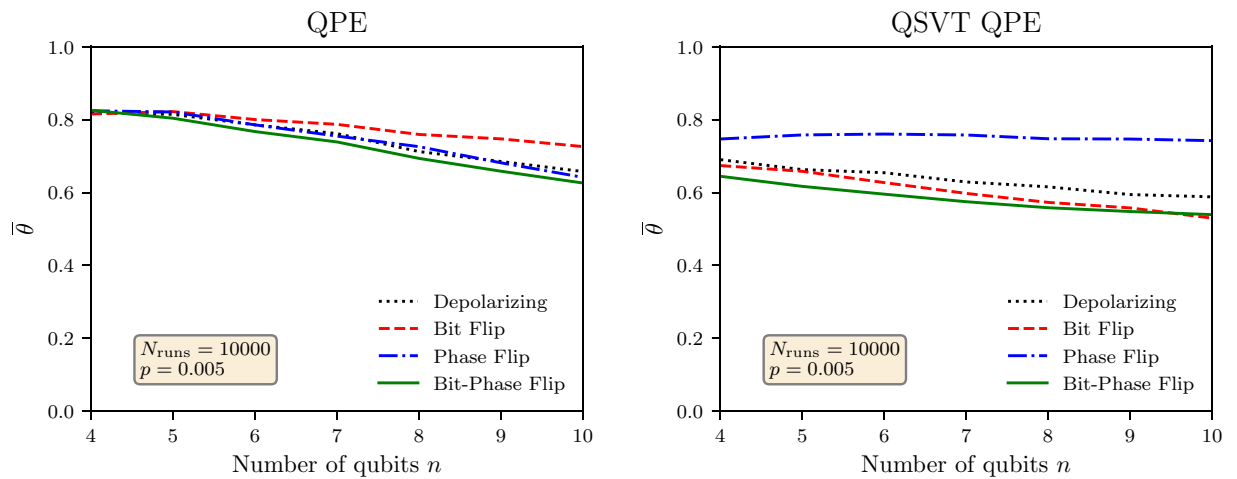 QPE
1.0
0.8
0.6
0.4
0.2
0.0
θ̅
Depolarizing
Bit Flip
Phase Flip
Bit-Phase Flip
N_runs = 10000
p = 0.005
4 5 6 7 8 9 10
Number of qubits n
QSVT QPE
1.0
0.8
0.6
0.4
0.2
0.0
θ̅
Depolarizing
Bit Flip
Phase Flip
Bit-Phase Flip
N_runs = 10000
p = 0.005
4 5 6 7 8 9 10
Number of qubits n